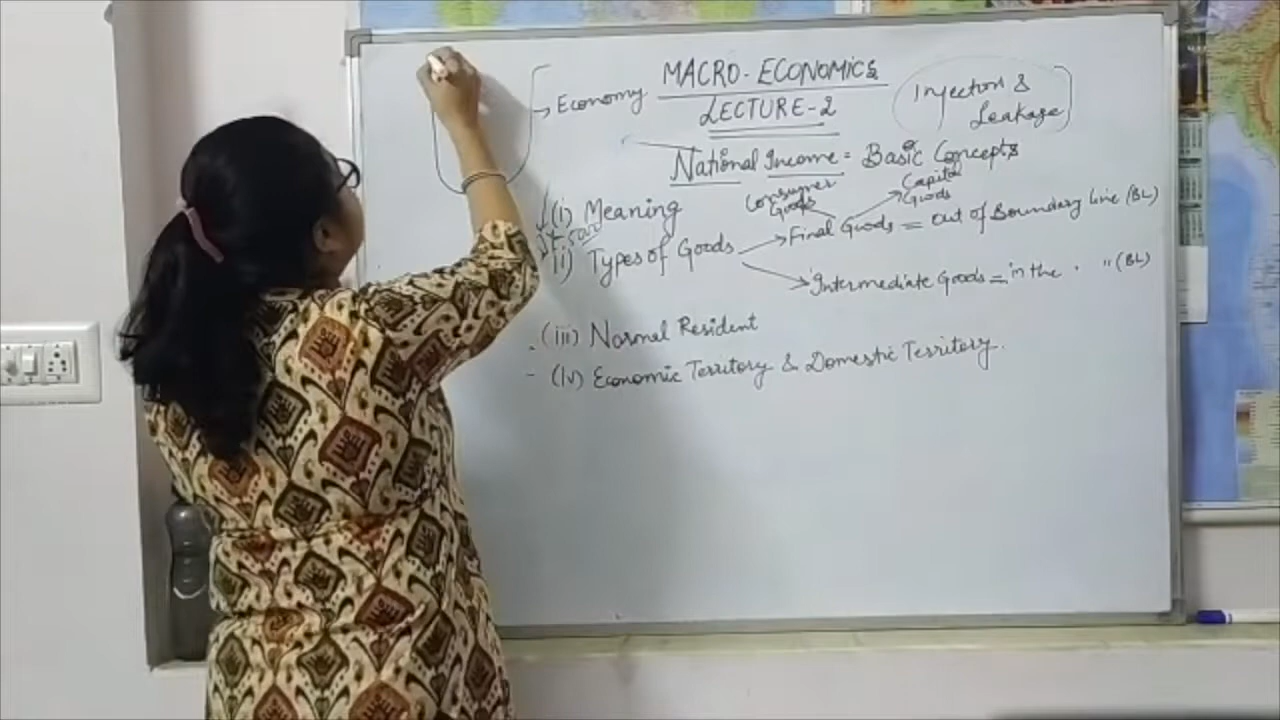 MACRO-ECONOMICS
LECTURE-2
→ Economy
Injection &
Leakage
National Income = Basic Concepts
(i) Meaning
Consumer
Goods
Capital
Goods
ii) Types of Goods
Final Goods = Out of Boundary line (BL)
Intermediate Goods = in the " " (BL)
(iii) Normal Resident
- (iv) Economic Territory & Domestic Territory.